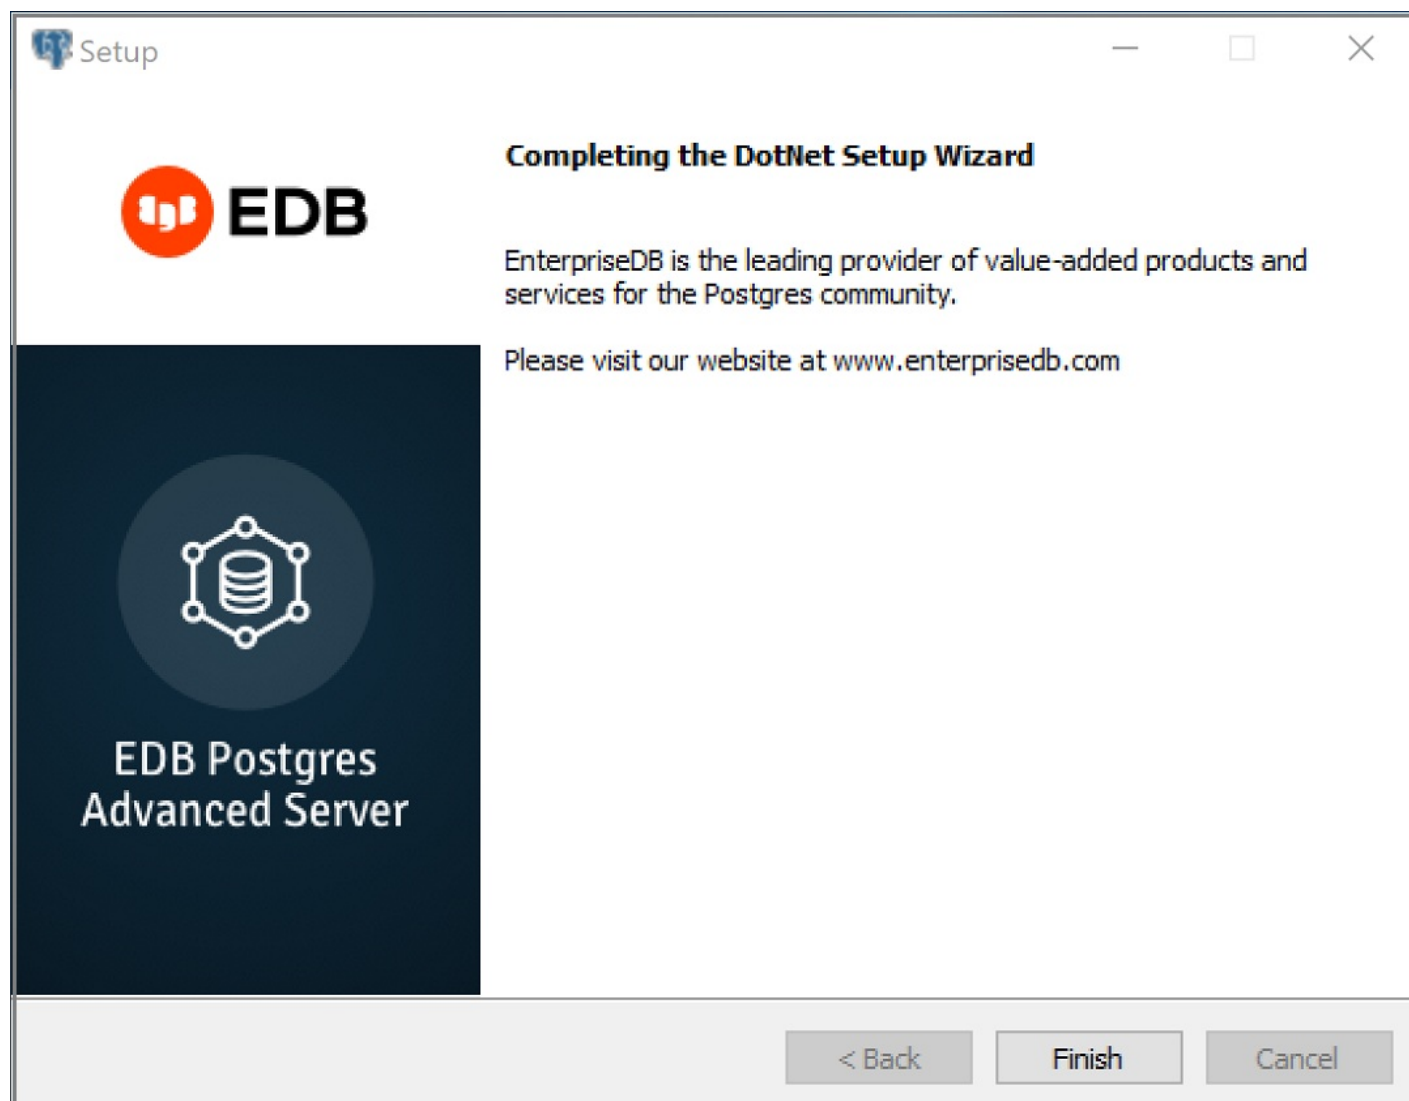 Setup
EDB
Completing the DotNet Setup Wizard
EnterpriseDB is the leading provider of value-added products and
services for the Postgres community.
Please visit our website at www.enterprisedb.com
EDB Postgres
Advanced Server
< Back
Finish
Cancel